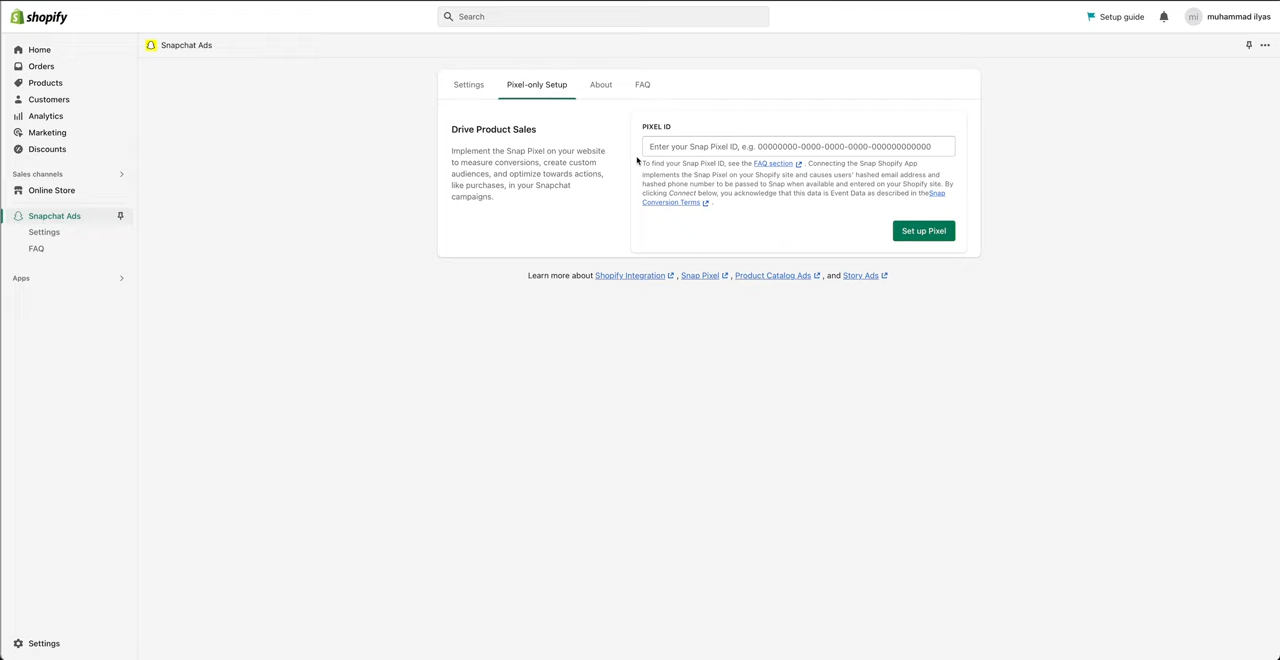 shopify
Search
Setup guide
mi
muhammad ilyas
Home
Orders
Products
Customers
Analytics
Marketing
Discounts
Sales channels
Online Store
Snapchat Ads
Settings
FAQ
Apps
Settings
Snapchat Ads
Settings
Pixel-only Setup
About
FAQ
Drive Product Sales
Implement the Snap Pixel on your website
to measure conversions, create custom
audiences, and optimize towards actions,
like purchases, in your Snapchat
campaigns.
PIXEL ID
Enter your Snap Pixel ID, e.g. 00000000-0000-0000-0000-000000000000
To find your Snap Pixel ID, see the FAQ section . Connecting the Snap Shopify App
implements the Snap Pixel on your Shopify site and causes users' hashed email address and
hashed phone number to be passed to Snap when available and entered on your Shopify site. By
clicking Connect below, you acknowledge that this data is Event Data as described in theSnap
Conversion Terms .
Set up Pixel
Learn more about Shopify Integration , Snap Pixel , Product Catalog Ads , and Story Ads